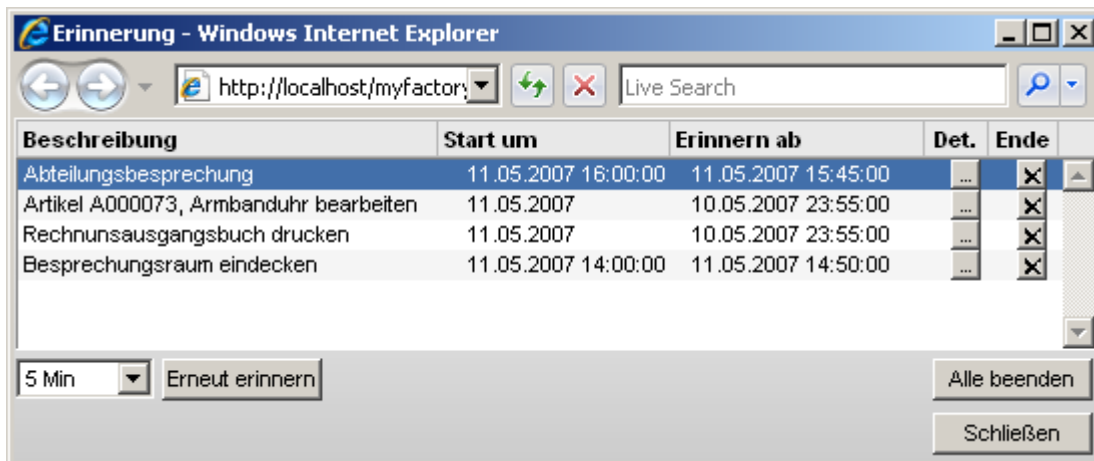 Erinnerung - Windows Internet Explorer
http://localhost/myfactory Live Search
Beschreibung Start um Erinnern ab Det. Ende
Abteilungsbesprechung 11.05.2007 16:00:00 11.05.2007 15:45:00 ...
Artikel A000073, Armbanduhr bearbeiten 11.05.2007 10.05.2007 23:55:00 ...
Rechnunsausgangsbuch drucken 11.05.2007 10.05.2007 23:55:00 ...
Besprechungsraum eindecken 11.05.2007 14:00:00 11.05.2007 14:50:00 ...
5 Min Erneut erinnern Alle beenden
Schließen